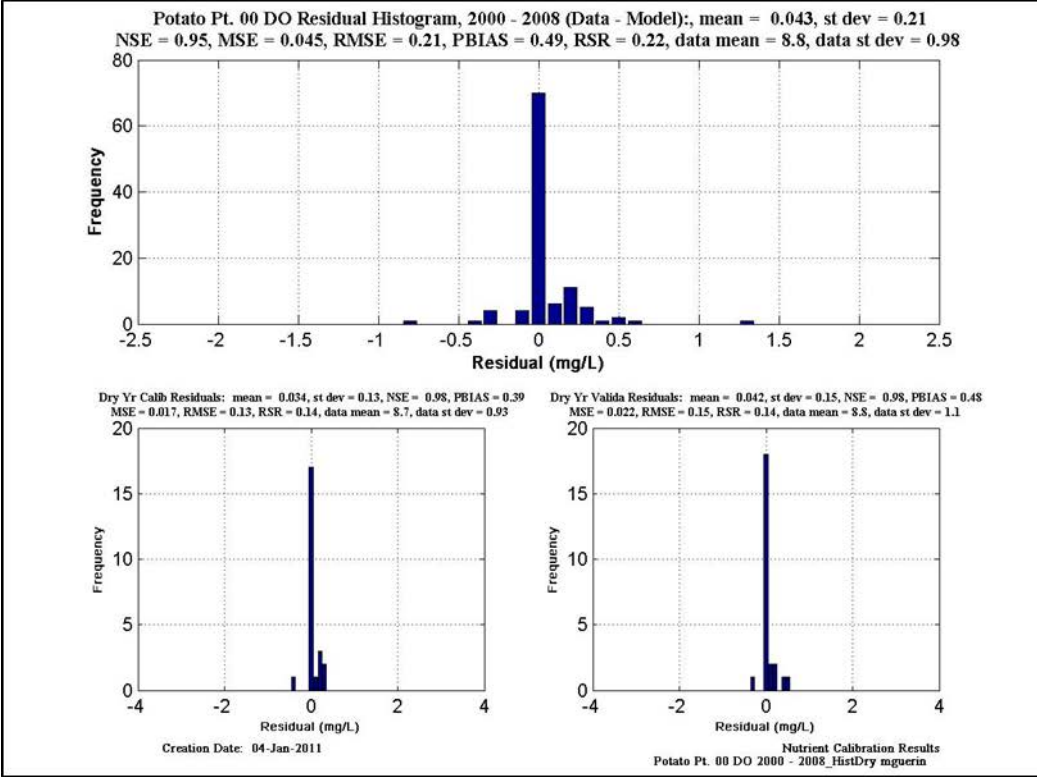 Potato Pt. 00 DO Residual Histogram, 2000 - 2008 (Data - Model):, mean = 0.043, st dev = 0.21
NSE = 0.95, MSE = 0.045, RMSE = 0.21, PBIAS = 0.49, RSR = 0.22, data mean = 8.8, data st dev = 0.98
80
60
40
20
0
Frequency
-2.5 -2 -1.5 -1 -0.5 0 0.5 1 1.5 2 2.5
Residual (mg/L)
Dry Yr Calib Residuals: mean = 0.034, st dev = 0.13, NSE = 0.98, PBIAS = 0.39
MSE = 0.017, RMSE = 0.13, RSR = 0.14, data mean = 8.7, data st dev = 0.93
20
15
10
5
0
Frequency
-4 -2 0 2 4
Residual (mg/L)
Creation Date: 04-Jan-2011
Dry Yr Valida Residuals: mean = 0.042, st dev = 0.15, NSE = 0.98, PBIAS = 0.48
MSE = 0.022, RMSE = 0.15, RSR = 0.14, data mean = 8.8, data st dev = 1.1
20
15
10
5
0
Frequency
-4 -2 0 2 4
Residual (mg/L)
Nutrient Calibration Results
Potato Pt. 00 DO 2000 - 2008_HistDry mguerin